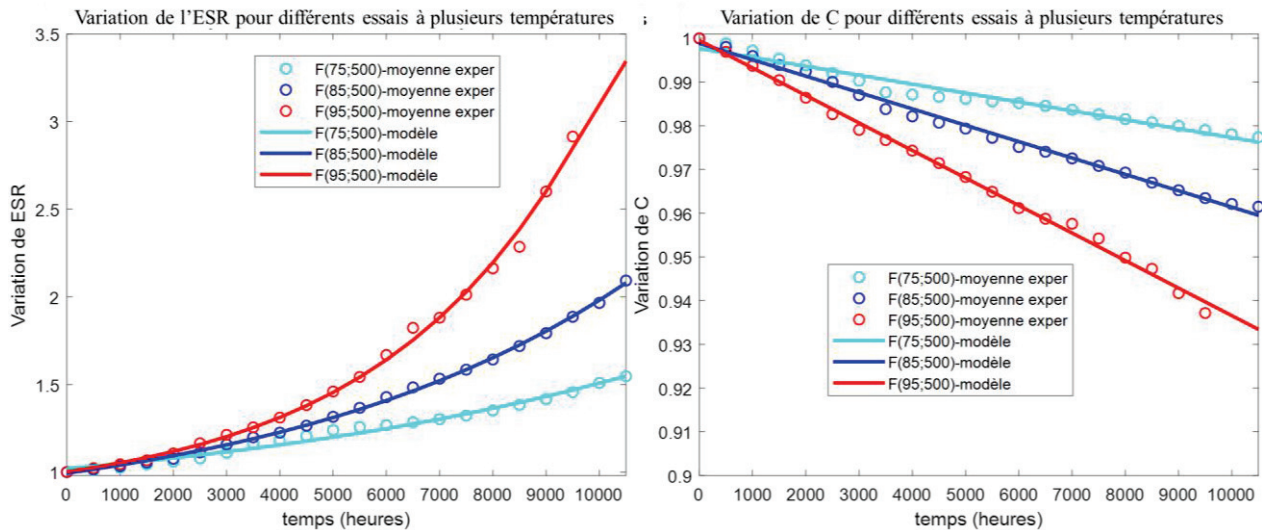 Variation de l'ESR pour différents essais à plusieurs températures
3.5
3
2.5
2
1.5
1
Variation de ESR
F(75;500)-moyenne exper
F(85;500)-moyenne exper
F(95;500)-moyenne exper
F(75;500)-modèle
F(85;500)-modèle
F(95;500)-modèle
0 1000 2000 3000 4000 5000 6000 7000 8000 9000 10000
temps (heures)
Variation de C pour différents essais à plusieurs températures
1
0.99
0.98
0.97
0.96
0.95
0.94
0.93
0.92
0.91
0.9
Variation de C
F(75;500)-moyenne exper
F(85;500)-moyenne exper
F(95;500)-moyenne exper
F(75;500)-modèle
F(85;500)-modèle
F(95;500)-modèle
0 1000 2000 3000 4000 5000 6000 7000 8000 9000 10000
temps (heures)